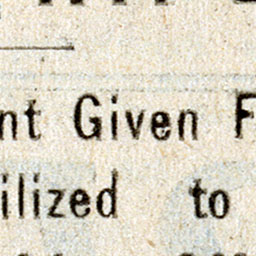 nt Given F
ilized to